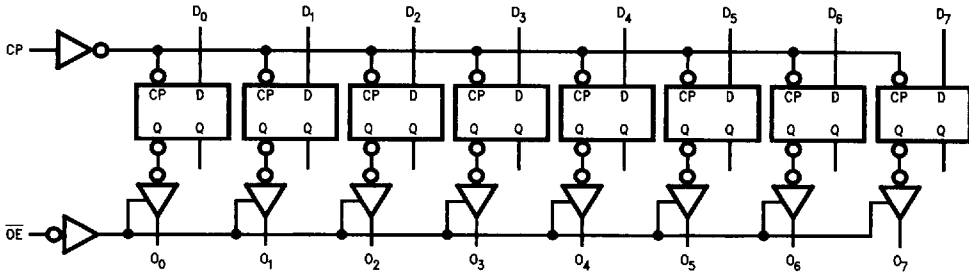 D0 D1 D2 D3 D4 D5 D6 D7
CP
CP D CP D CP D CP D CP D CP D CP D CP D
Q Q Q Q Q Q Q Q Q Q Q Q Q Q Q Q
OE
O0 O1 O2 O3 O4 O5 O6 O7